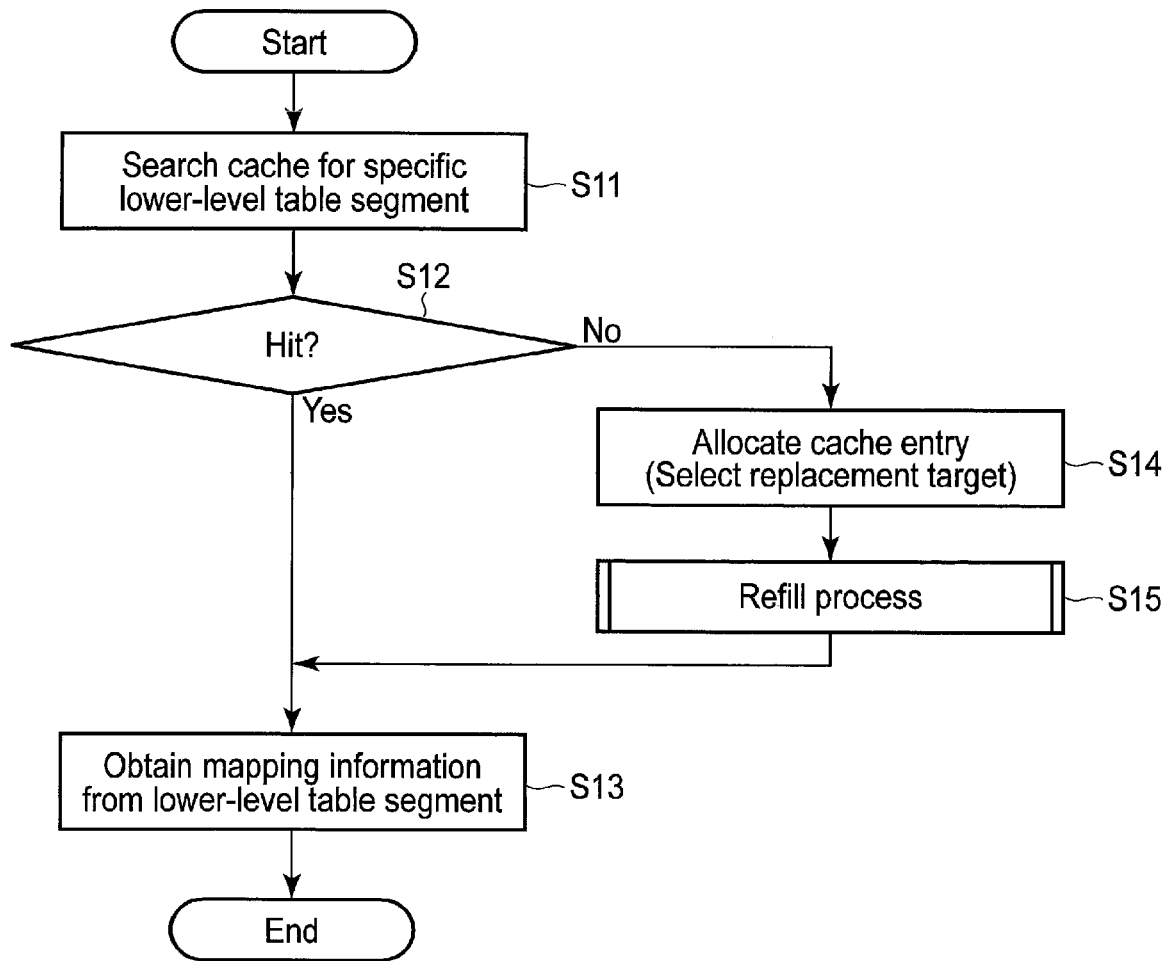 Start
Search cache for specific
lower-level table segment
S11
S12
Hit?
No
Yes
Allocate cache entry
(Select replacement target)
S14
Refill process
S15
Obtain mapping information
from lower-level table segment
S13
End